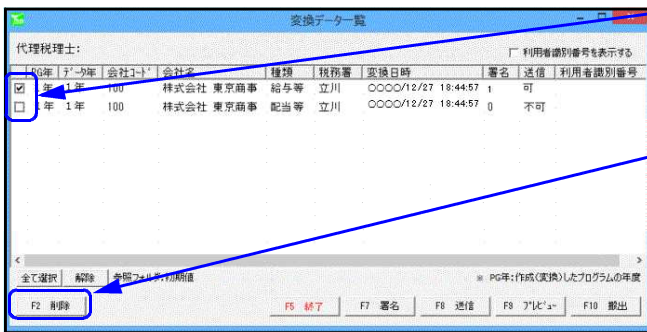 変換データ一覧
代理税理士:
利用者識別番号を表示する
PG年 データ年 会社コード 会社名 種類 税務署 変換日時 署名 送信 利用者識別番号
年 1年 100 株式会社 東京商事 給与等 立川 〇〇〇〇/12/27 18:44:57 1 可
年 1年 100 株式会社 東京商事 配当等 立川 〇〇〇〇/12/27 18:44:57 0 不可
全て選択 解除 参照フォルダ:初期値 ※ PG年:作成(変換)したプログラムの年度
F2 削除 F5 終了 F7 署名 F8 送信 F9 プレビュー F10 搬出